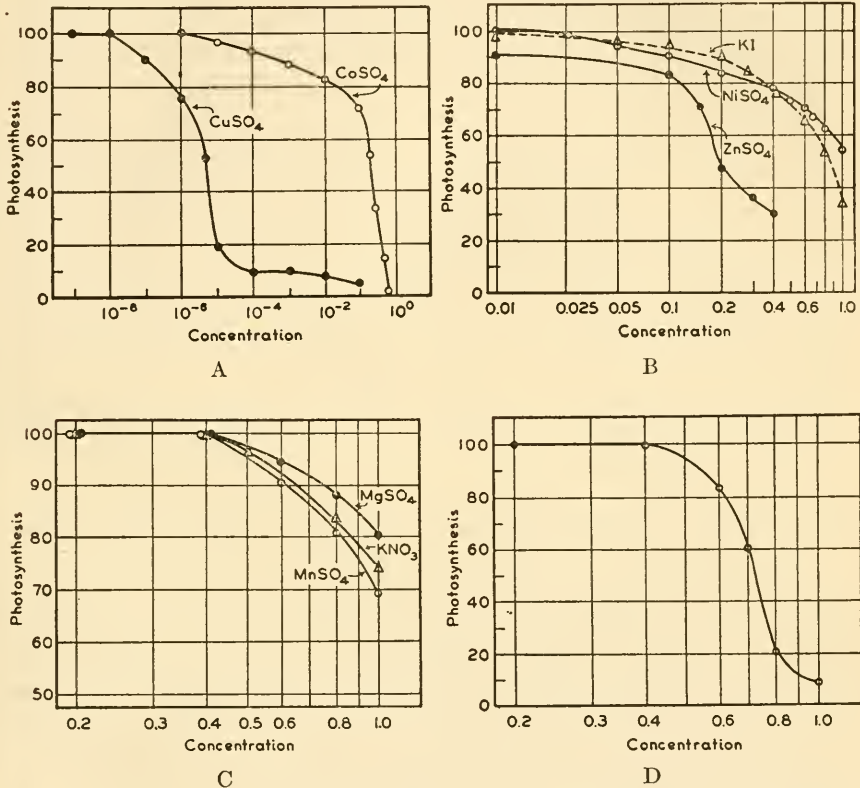 100
80
60
40
20
0
Photosynthesis
CuSO4
CoSO4
10⁻⁸ 10⁻⁶ 10⁻⁴ 10⁻² 10⁰
Concentration
A
100
80
60
40
20
0
Photosynthesis
KI
NiSO4
ZnSO4
0.01 0.025 0.05 0.1 0.2 0.4 0.6 1.0
Concentration
B
100
90
80
70
60
50
Photosynthesis
MgSO4
KNO3
MnSO4
0.2 0.3 0.4 0.5 0.6 0.8 1.0
Concentration
C
100
80
60
40
20
0
Photosynthesis
0.2 0.3 0.4 0.6 0.8 1.0
Concentration
D